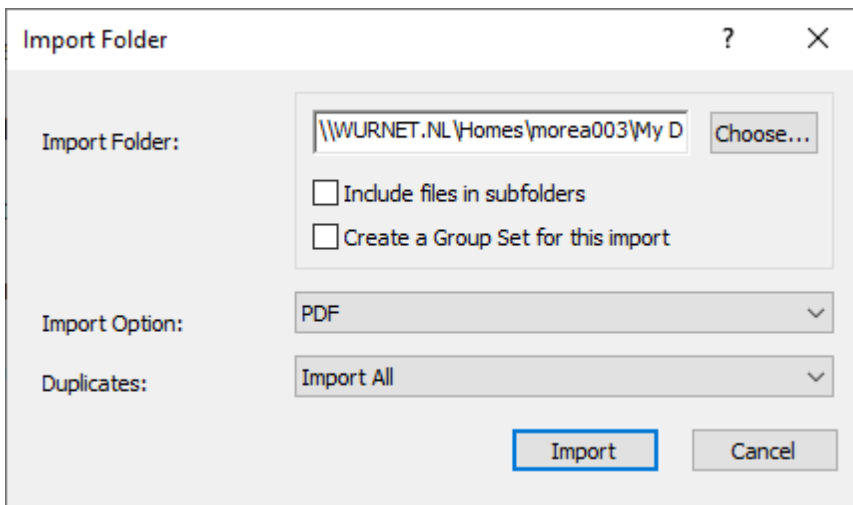 Import Folder
?
Import Folder:
\\WURNET.NL\Homes\morea003\My D
Choose...
Include files in subfolders
Create a Group Set for this import
Import Option:
PDF
Duplicates:
Import All
Import
Cancel